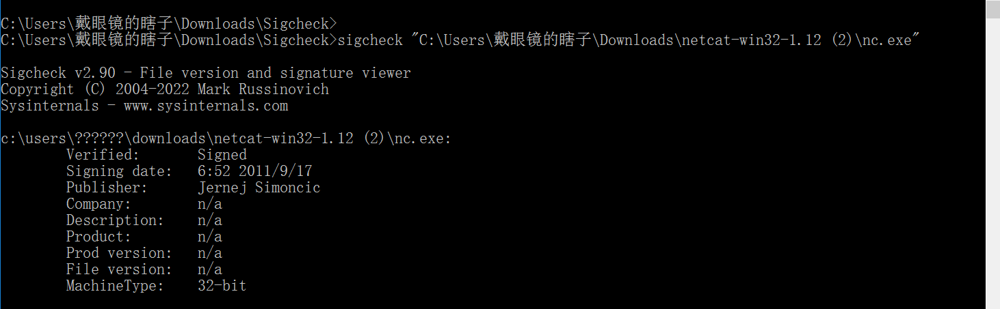 C:\Users\戴眼镜的瞎子\Downloads\Sigcheck>
C:\Users\戴眼镜的瞎子\Downloads\Sigcheck>sigcheck "C:\Users\戴眼镜的瞎子\Downloads\netcat-win32-1.12 (2)\nc.exe"
Sigcheck v2.90 - File version and signature viewer
Copyright (C) 2004-2022 Mark Russinovich
Sysinternals - www.sysinternals.com
c:\users\??????\downloads\netcat-win32-1.12 (2)\nc.exe:
Verified: Signed
Signing date: 6:52 2011/9/17
Publisher: Jernej Simoncic
Company: n/a
Description: n/a
Product: n/a
Prod version: n/a
File version: n/a
MachineType: 32-bit